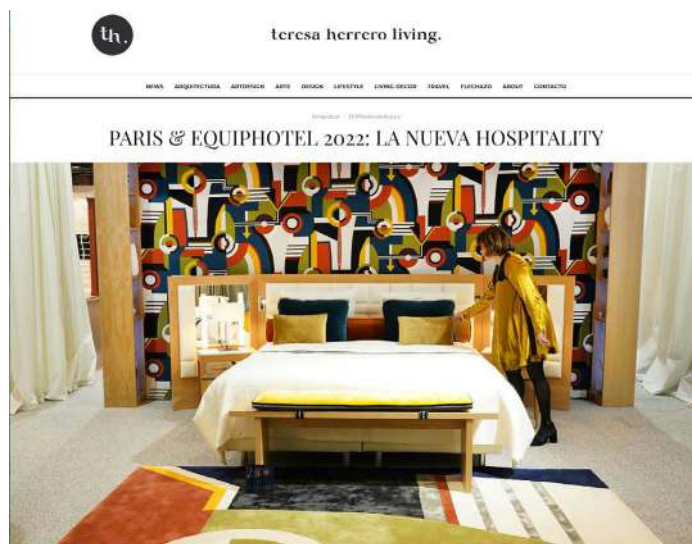 th.
teresa herrero living.
NEWS ARQUITECTURA ARTDESIGN ARTE DESIGN LIFESTYLE LIVING-DECOR TRAVEL FLECHAZO ABOUT CONTACTO
PARIS & EQUIPHOTEL 2022: LA NUEVA HOSPITALITY